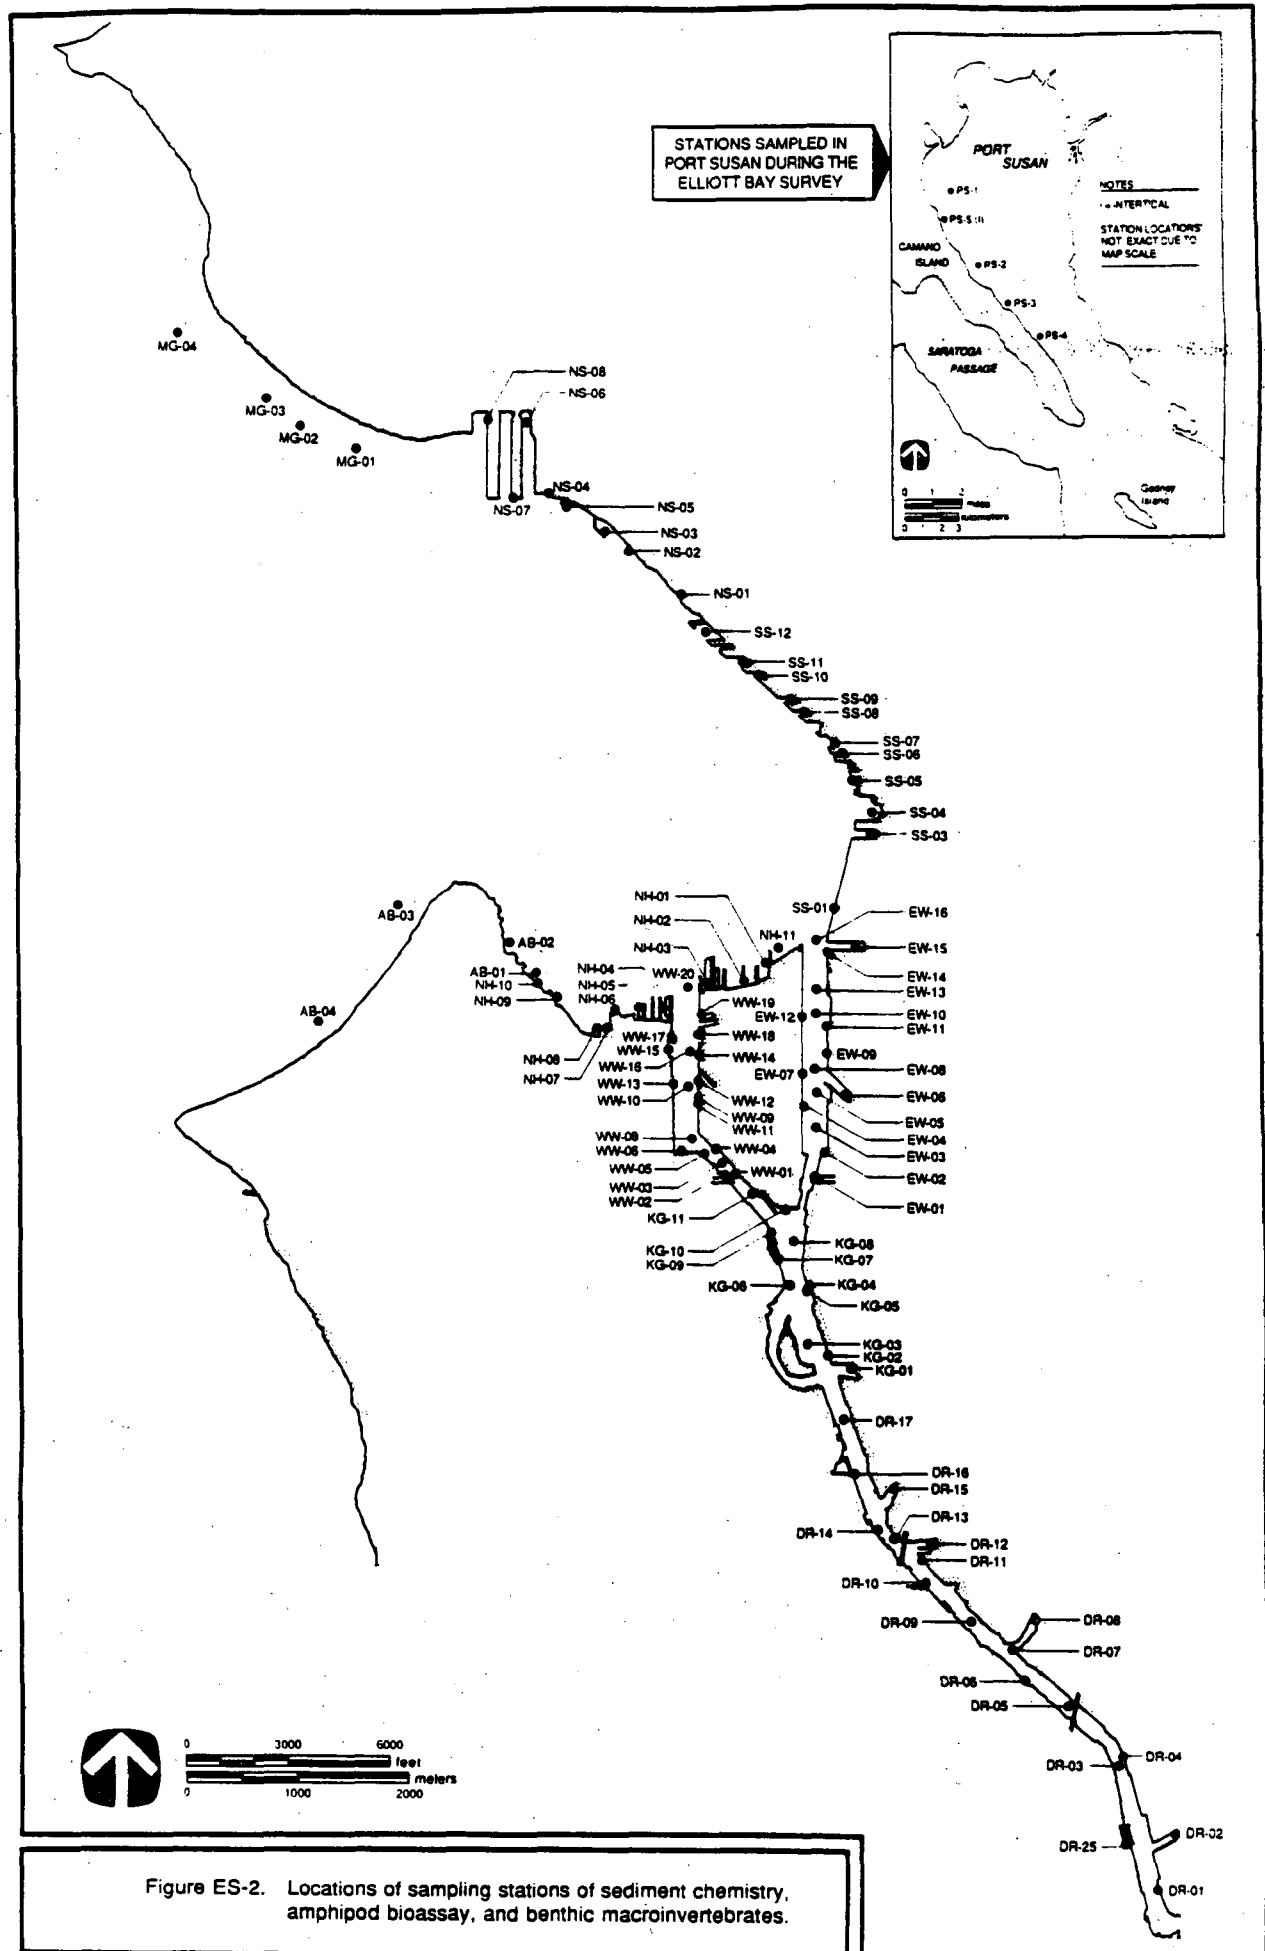 STATIONS SAMPLED IN
PORT SUSAN DURING THE
ELLIOTT BAY SURVEY
PORT
SUSAN
PS-1
CAMANO
ISLAND
PS-2
PS-3
PS-4
SARATOGA
PASSAGE
NOTES
STATION LOCATIONS
NOT EXACT DUE TO
MAP SCALE
Gedney
Island
0 1 2
miles
kilometers
0 1 2 3
MG-04
MG-03
MG-02
MG-01
NS-08
NS-06
NS-04
NS-07
NS-05
NS-03
NS-02
NS-01
SS-12
SS-11
SS-10
SS-09
SS-08
SS-07
SS-06
SS-05
SS-04
SS-03
SS-01
AB-03
AB-02
AB-01
AB-04
NH-01
NH-02
NH-11
NH-03
NH-04
NH-05
NH-06
NH-10
NH-09
NH-08
NH-07
WW-20
WW-19
WW-17
WW-18
WW-15
WW-14
WW-16
WW-13
WW-10
WW-12
WW-09
WW-11
WW-08
WW-06
WW-04
WW-05
WW-01
WW-03
WW-02
EW-16
EW-15
EW-14
EW-13
EW-12
EW-10
EW-11
EW-09
EW-08
EW-07
EW-06
EW-05
EW-04
EW-03
EW-02
EW-01
KG-11
KG-10
KG-09
KG-08
KG-07
KG-06
KG-04
KG-05
KG-03
KG-02
KG-01
DR-17
DR-16
DR-15
DR-13
DR-14
DR-12
DR-11
DR-10
DR-09
DR-08
DR-07
DR-06
DR-05
DR-04
DR-03
DR-25
DR-02
DR-01
0 3000 6000
feet
meters
0 1000 2000
Figure ES-2. Locations of sampling stations of sediment chemistry,
amphipod bioassay, and benthic macroinvertebrates.